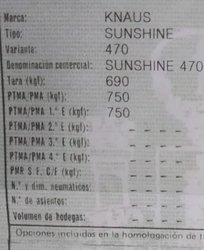 Marca: KNAUS
Tipo: SUNSHINE
Variante: 470
Denominación comercial: SUNSHINE 470
Tara (kgf): 690
PTMA/PMA (kgf): 750
PTMA/PMA 1.º E (kgf): 750
PTMA/PMA 2.º E (kgf): - - - -
PTMA/PMA 3.º E (kgf): - - - -
PTMA/PMA 4.º E (kgf): - - - -
PMR S F. C/F (kgf): - - - -
N.º y dim. neumáticos: - - - -
N.º de asientos: - - - -
Volumen de bodegas: - - - -
Opciones incluidas en la homologación de